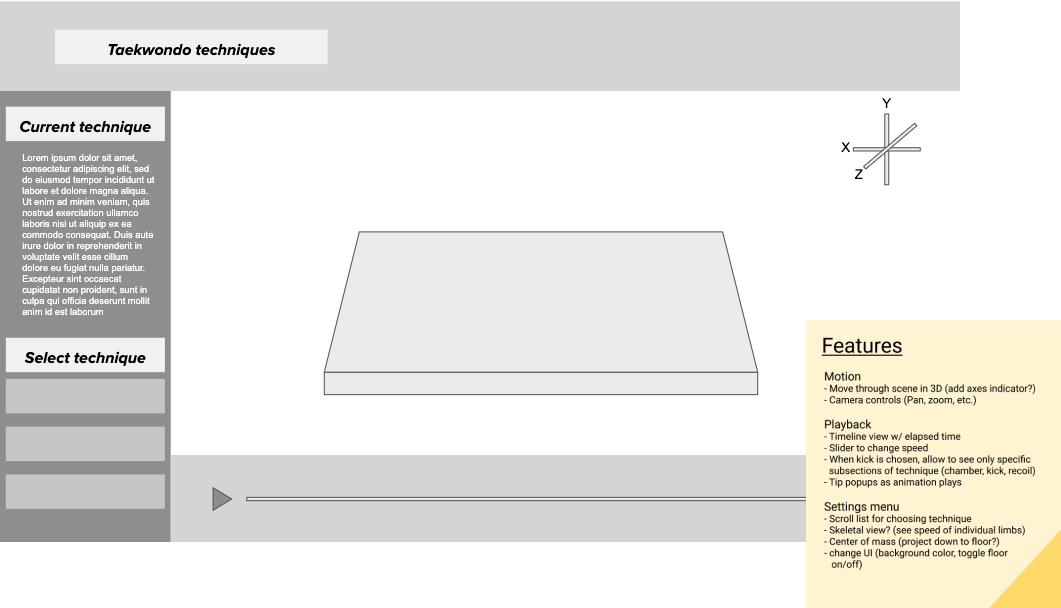 Taekwondo techniques
Current technique
Lorem ipsum dolor sit amet,
consectetur adipiscing elit, sed
do eiusmod tempor incididunt ut
labore et dolore magna aliqua.
Ut enim ad minim veniam, quis
nostrud exercitation ullamco
laboris nisi ut aliquip ex ea
commodo consequat. Duis aute
irure dolor in reprehenderit in
voluptate velit esse cillum
dolore eu fugiat nulla pariatur.
Excepteur sint occaecat
cupidatat non proident, sunt in
culpa qui officia deserunt mollit
anim id est laborum
Select technique
Y
X
Z
Features
Motion
- Move through scene in 3D (add axes indicator?)
- Camera controls (Pan, zoom, etc.)
Playback
- Timeline view w/ elapsed time
- Slider to change speed
- When kick is chosen, allow to see only specific
subsections of technique (chamber, kick, recoil)
- Tip popups as animation plays
Settings menu
- Scroll list for choosing technique
- Skeletal view? (see speed of individual limbs)
- Center of mass (project down to floor?)
- change UI (background color, toggle floor
on/off)